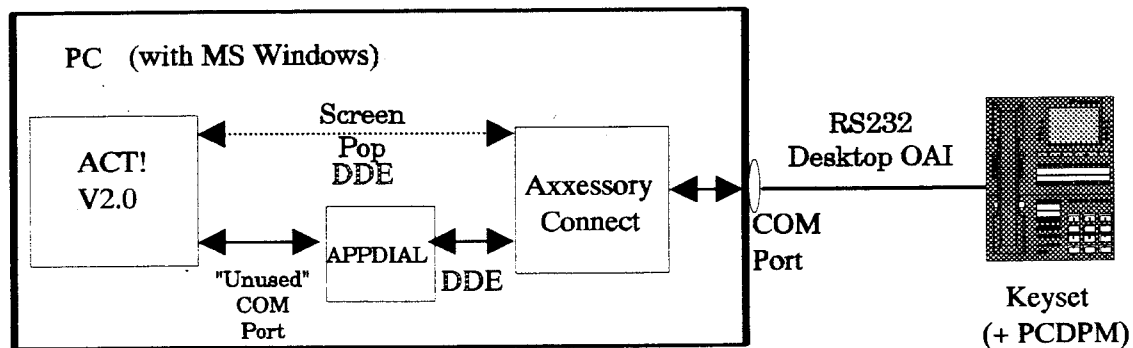 PC (with MS Windows)
ACT!
V2.0
Screen
Pop
DDE
"Unused"
COM
Port
APPDIAL
DDE
Axxessory
Connect
COM
Port
RS232
Desktop OAI
Keyset
(+ PCDPM)